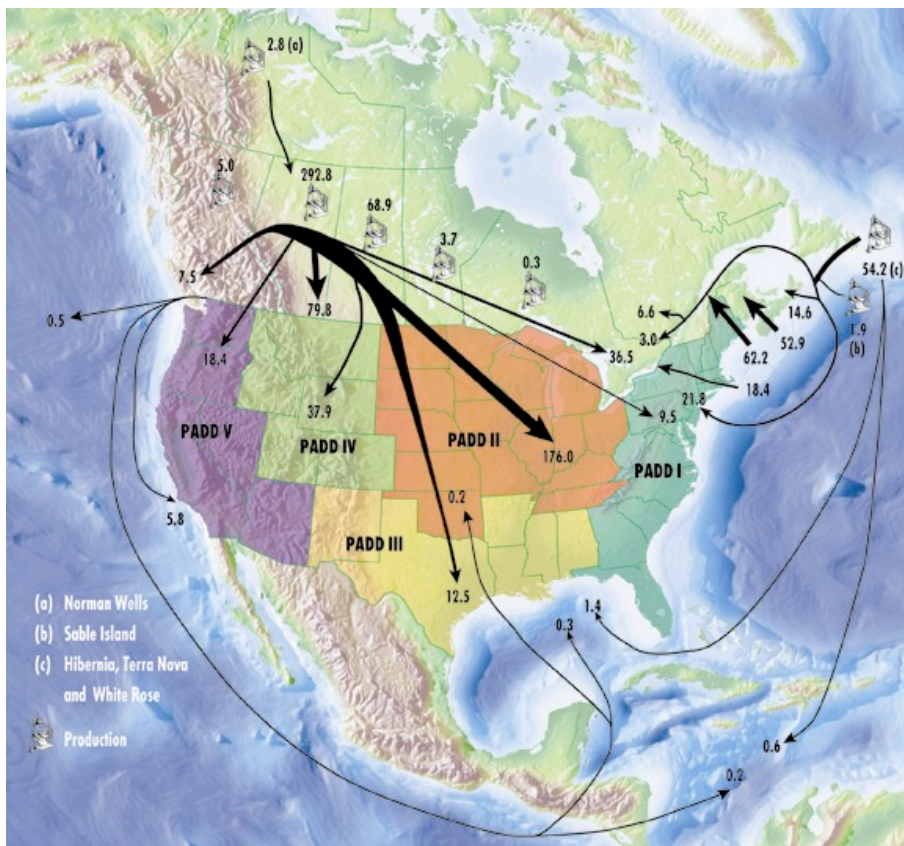 2.8 (a)
5.0
292.8
68.9
3.7
0.3
54.2 (c)
7.5
79.8
6.6
14.6
1.9
(b)
0.5
3.0
52.9
62.2
18.4
36.5
18.4
37.9
21.8
9.5
PADD V
PADD IV
PADD II
176.0
PADD I
0.2
5.8
PADD III
12.5
1.4
0.3
(a) Norman Wells
(b) Sable Island
(c) Hibernia, Terra Nova
and White Rose
Production
0.6
0.2